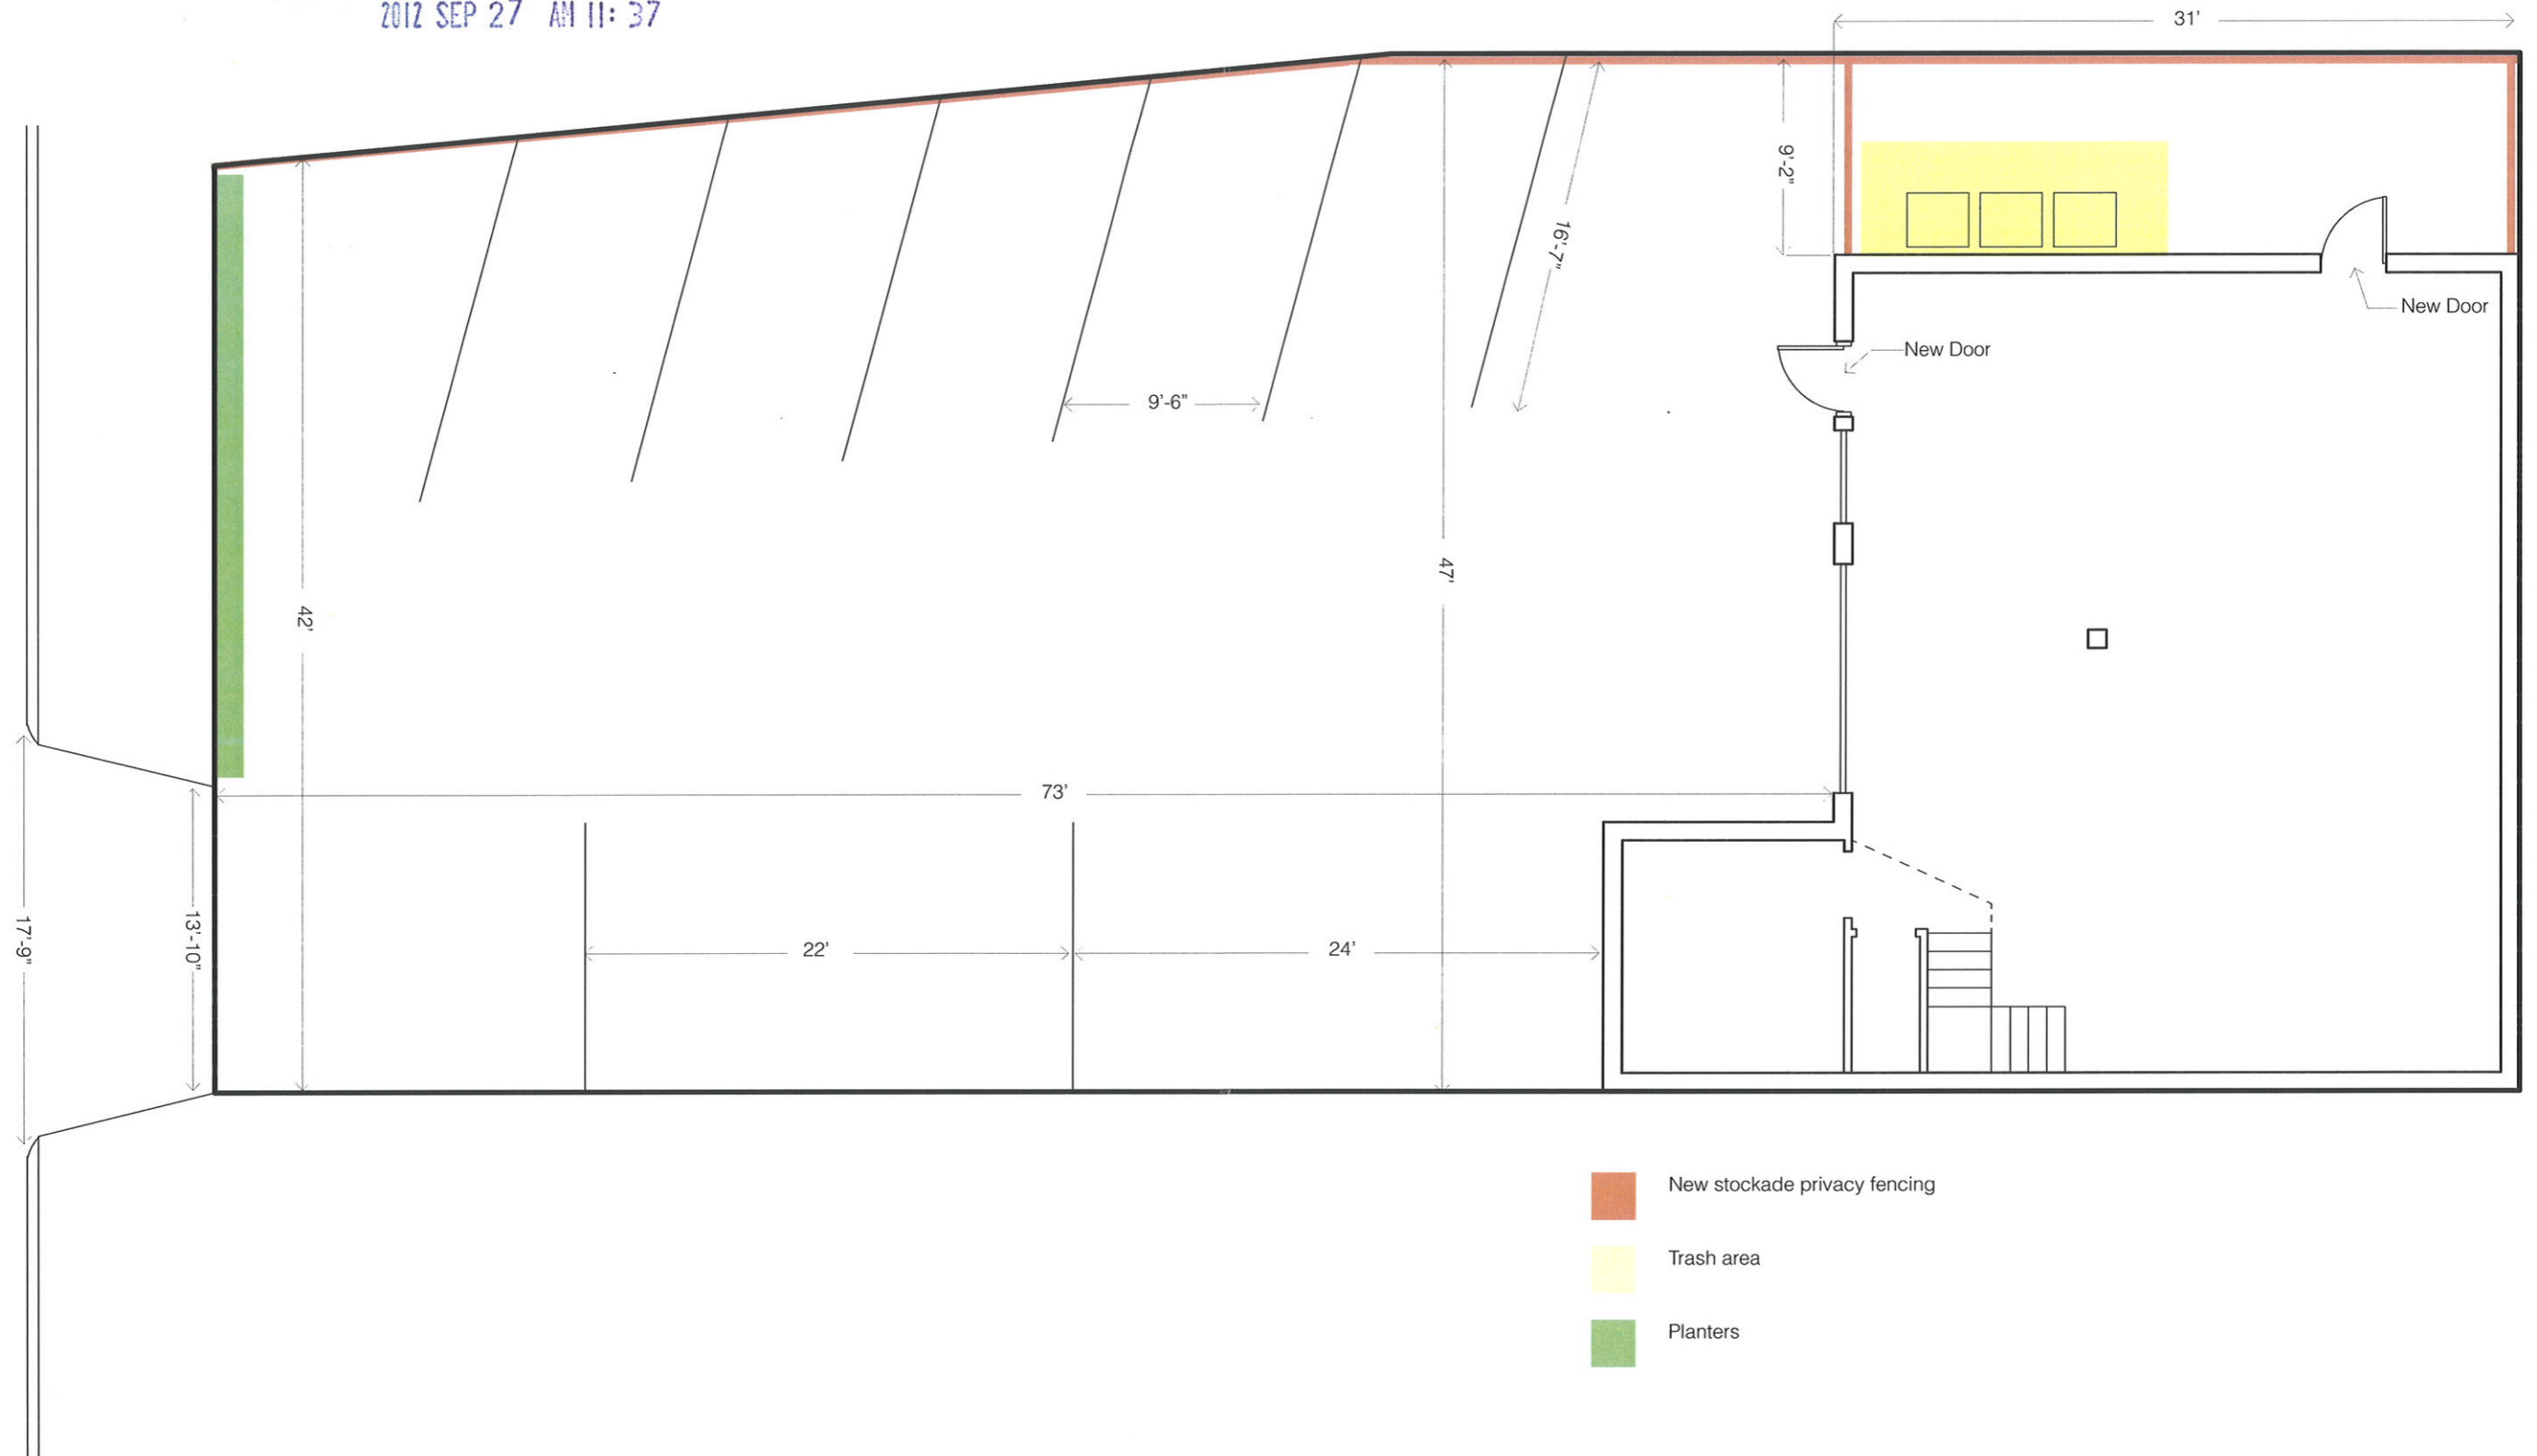 2012 SEP 27 AM 11: 37
31'
9'-2"
16'-7"
New Door
New Door
9'-6"
47'
42'
73'
13'-10"
17'-9"
22'
24'
New stockade privacy fencing
Trash area
Planters